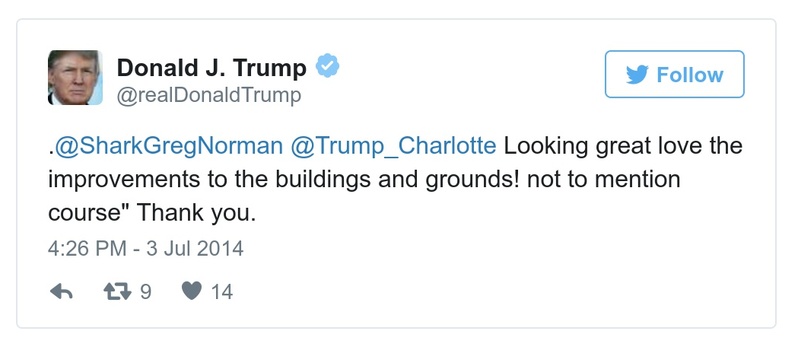 Donald J. Trump
@realDonaldTrump
Follow
.@SharkGregNorman @Trump_Charlotte Looking great love the
improvements to the buildings and grounds! not to mention
course" Thank you.
4:26 PM - 3 Jul 2014
9 14